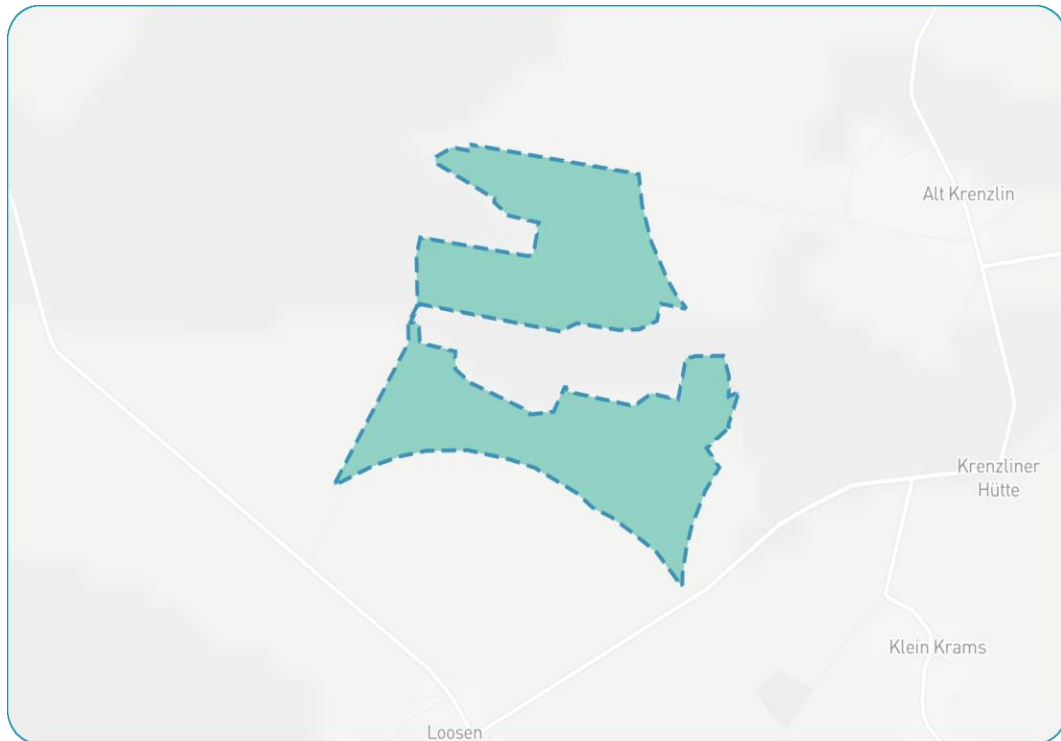 Alt Krenzlin
Krenzliner
Hütte
Klein Krams
Loosen